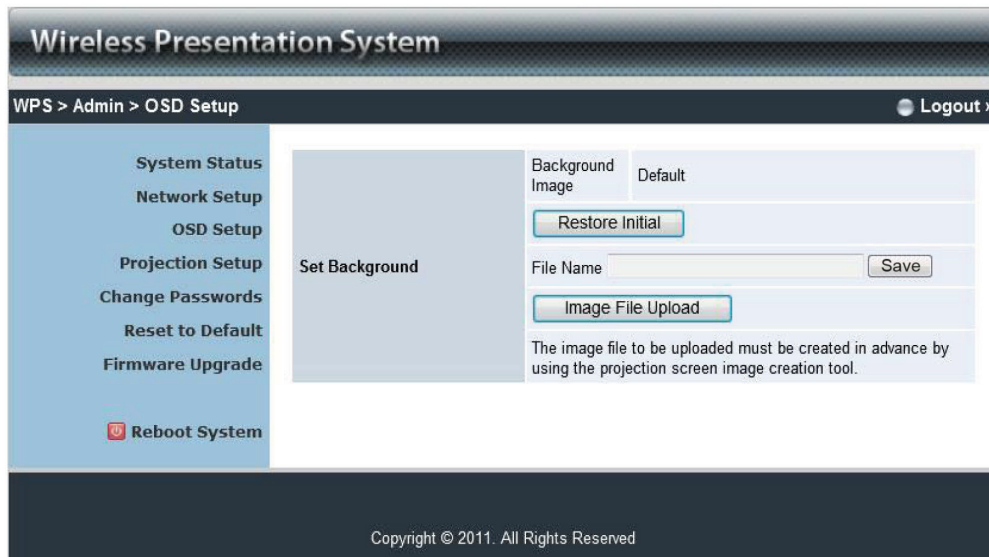 Wireless Presentation System
WPS > Admin > OSD Setup
Logout »
System Status
Network Setup
OSD Setup
Projection Setup
Change Passwords
Reset to Default
Firmware Upgrade
Reboot System
Set Background
Background
Image
Default
Restore Initial
File Name
Save
Image File Upload
The image file to be uploaded must be created in advance by
using the projection screen image creation tool.
Copyright © 2011. All Rights Reserved